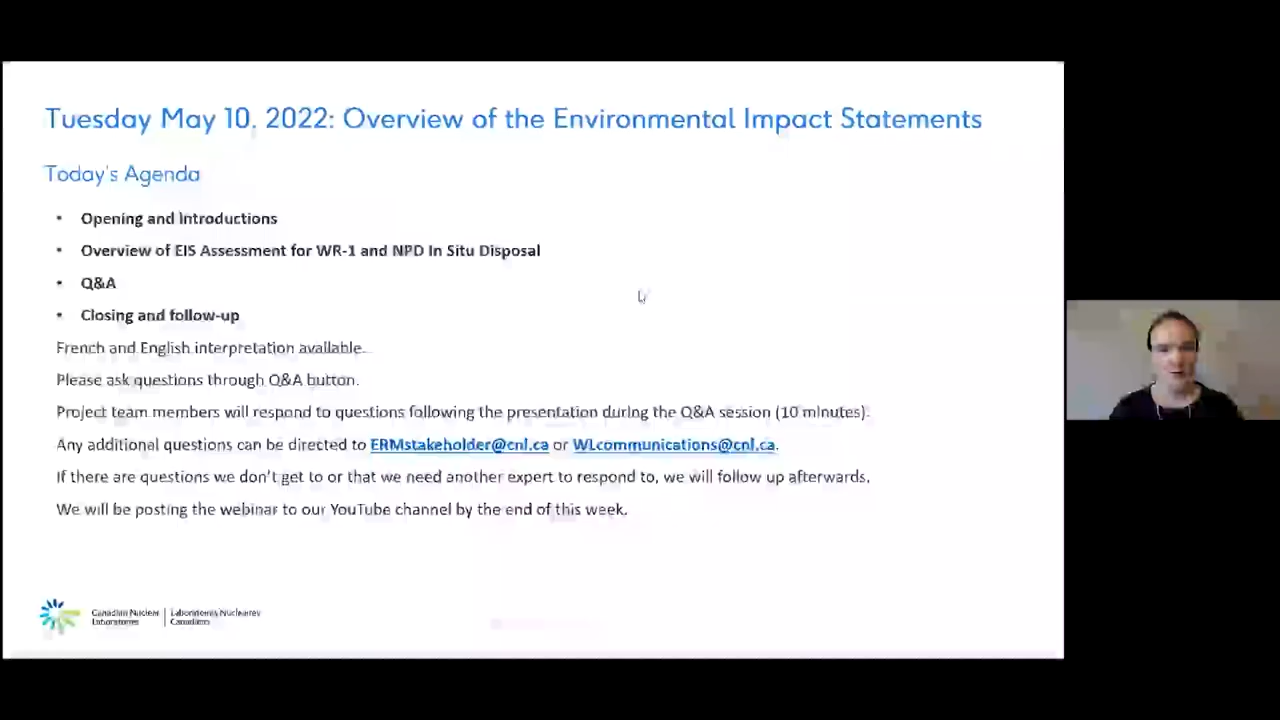 Tuesday May 10, 2022: Overview of the Environmental Impact Statements
Today's Agenda
• Opening and Introductions
• Overview of EIS Assessment for WR-1 and NPD In Situ Disposal
• Q&A
• Closing and follow-up
French and English interpretation available.
Please ask questions through Q&A button.
Project team members will respond to questions following the presentation during the Q&A session (10 minutes).
Any additional questions can be directed to ERMstakeholder@cnl.ca or WLcommunications@cnl.ca.
If there are questions we don't get to or that we need another expert to respond to, we will follow up afterwards.
We will be posting the webinar to our YouTube channel by the end of this week.
Canadian Nuclear | Laboratoires Nucléaires
Laboratories | Canadiens